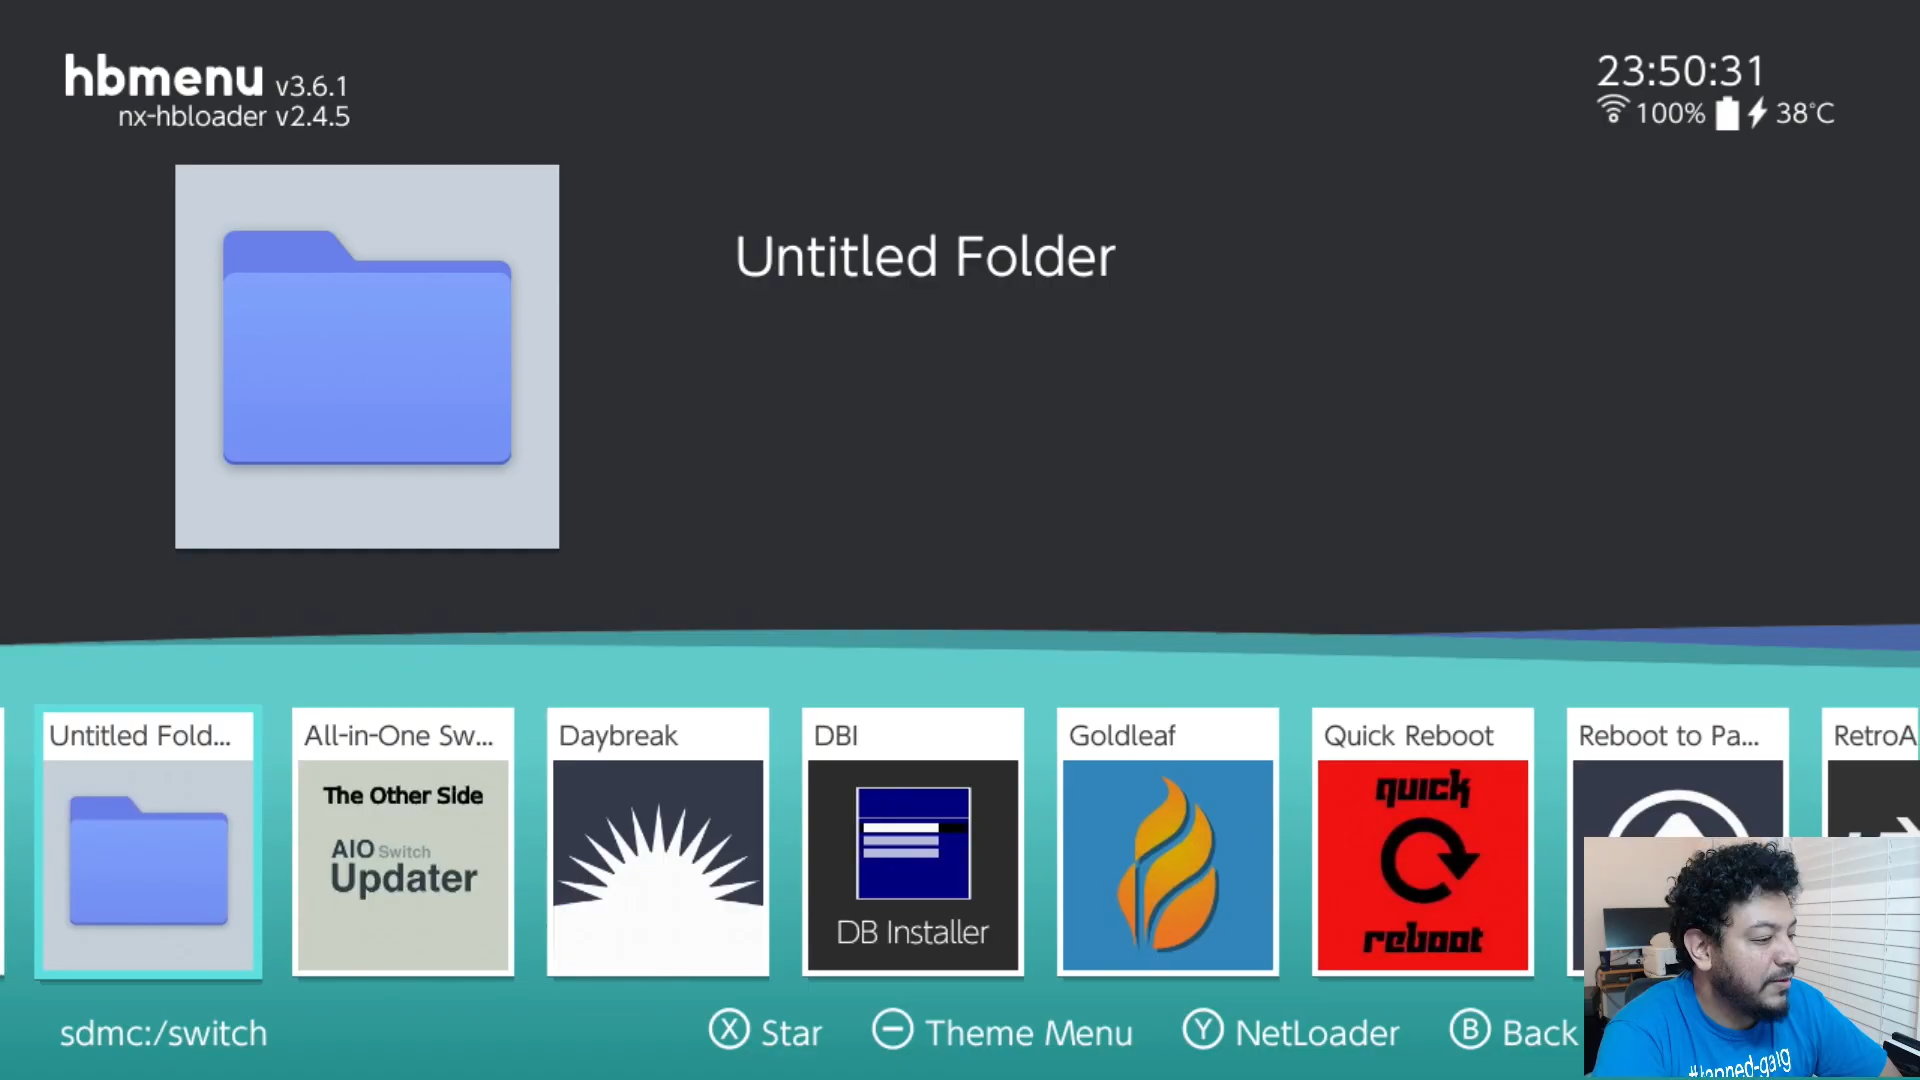 hbmenu v3.6.1
nx-hbloader v2.4.5
23:50:31
100% 38°C
Untitled Folder
Untitled Fold...
All-in-One Sw...
Daybreak
DBI
Goldleaf
Quick Reboot
Reboot to Pa...
RetroA
The Other Side
AIO Switch
Updater
DB Installer
quick
reboot
sdmc:/switch
X Star
Theme Menu
Y NetLoader
B Back